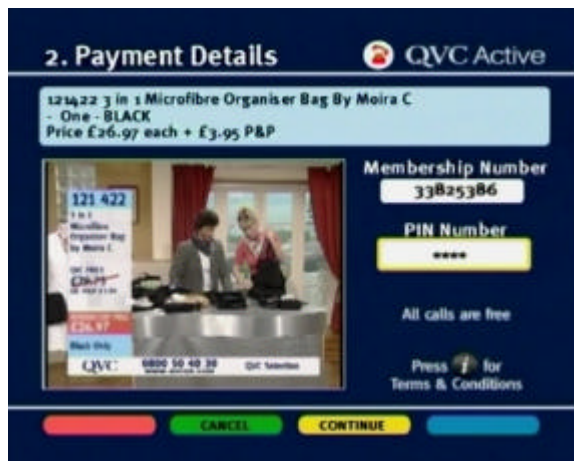 2. Payment Details
QVC Active
121422 3 in 1 Microfibre Organiser Bag By Moira C
- One - BLACK
Price £26.97 each + £3.95 P&P
Membership Number
33825386
PIN Number
****
All calls are free
Press i for
Terms & Conditions
121 422
3 in 1
Microfibre
Organiser Bag
by Moira C
£26.97
Black Only
QVC
0800 50 40 30
QVC Selection
CANCEL
CONTINUE